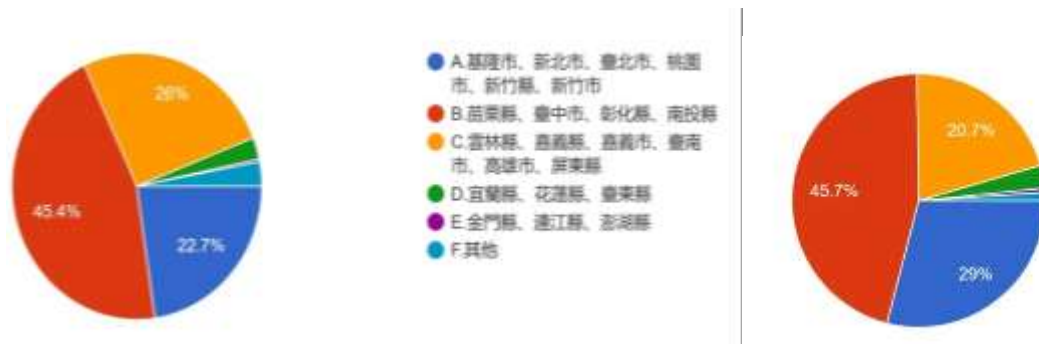 26%
45.4%
22.7%
A.基隆市、新北市、臺北市、桃園
市、新竹縣、新竹市
B.苗栗縣、臺中市、彰化縣、南投縣
C.雲林縣、嘉義縣、嘉義市、臺南
市、高雄市、屏東縣
D.宜蘭縣、花蓮縣、臺東縣
E.金門縣、連江縣、澎湖縣
F.其他
20.7%
45.7%
29%